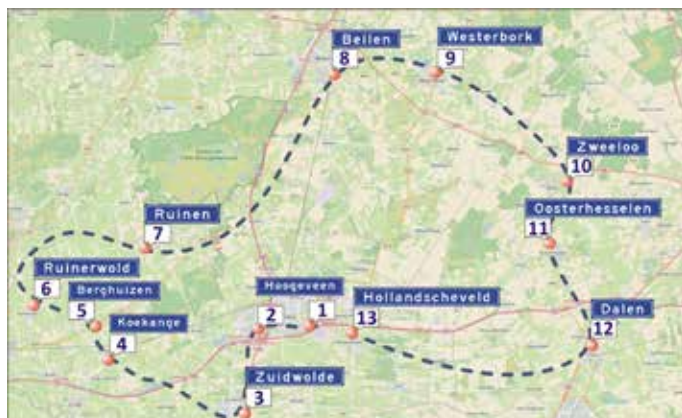 Beilen
8
Westerbork
9
Zweeloo
10
Oosterhesselen
11
Ruinen
7
Ruinerwold
6
Berghuizen
5
Koekange
4
Hoogeveen
2
1
Hollandscheveld
13
Dalen
12
Zuidwolde
3